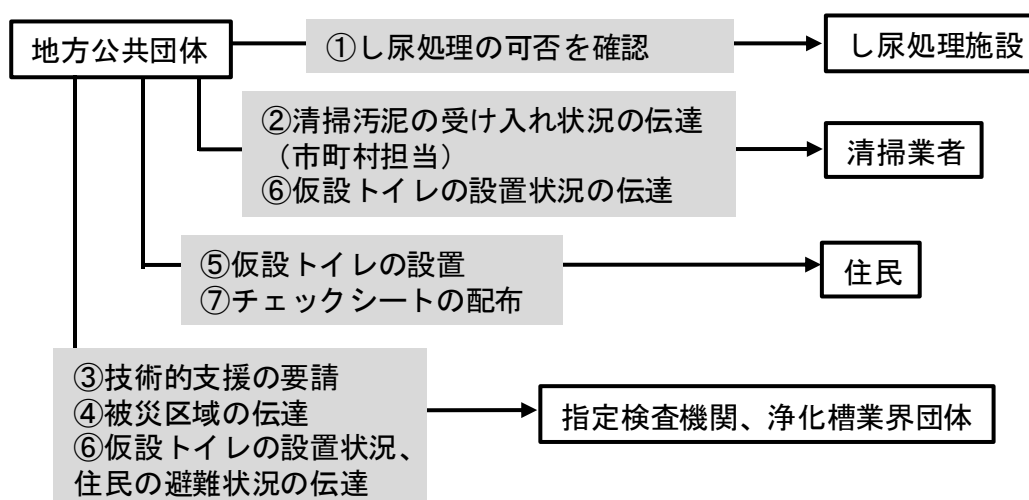 地方公共団体
①し尿処理の可否を確認
し尿処理施設
②清掃汚泥の受け入れ状況の伝達
（市町村担当）
⑥仮設トイレの設置状況の伝達
清掃業者
⑤仮設トイレの設置
⑦チェックシートの配布
住民
③技術的支援の要請
④被災区域の伝達
⑥仮設トイレの設置状況、
住民の避難状況の伝達
指定検査機関、浄化槽業界団体